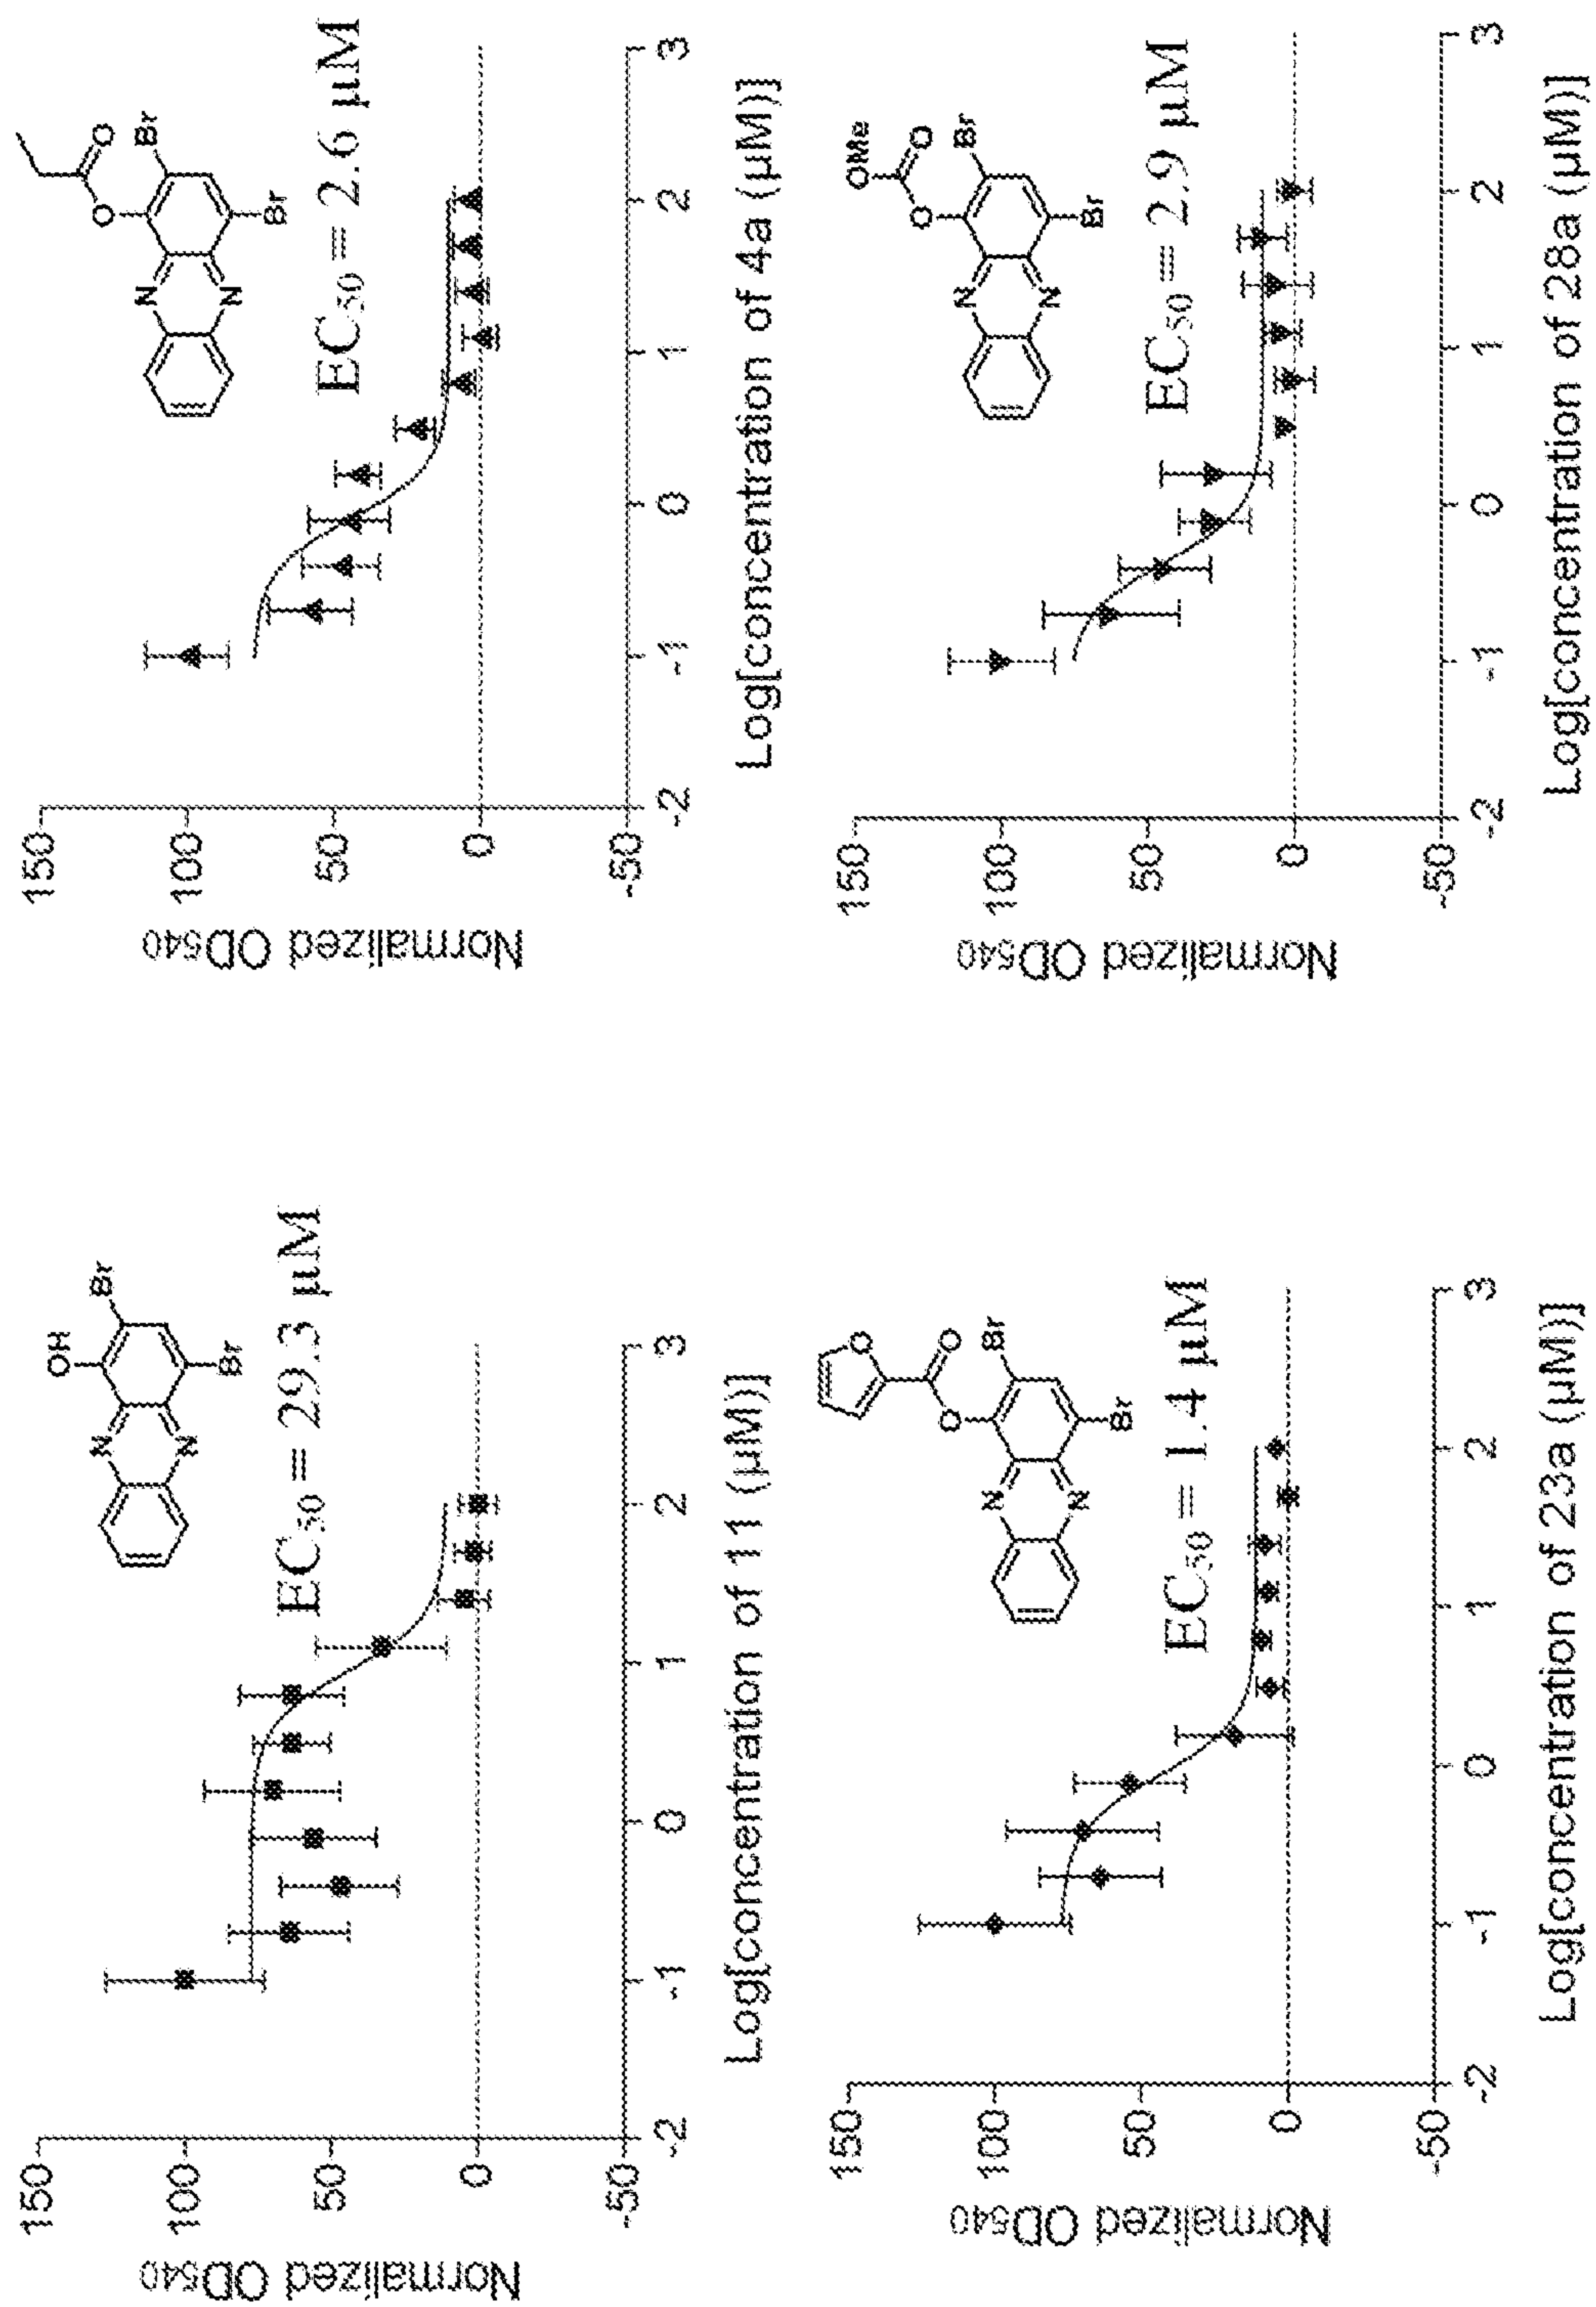 OH
Br
Br
N
N
EC50 = 29.3 µM
Normalized OD540
150
100
50
0
-50
-2 -1 0 1 2 3
Log[concentration of 11 (µM)]
O
O
Br
Br
N
N
EC50 = 2.6 µM
Normalized OD540
150
100
50
0
-50
-2 -1 0 1 2 3
Log[concentration of 4a (µM)]
O
O
O
Br
Br
N
N
EC50 = 1.4 µM
Normalized OD540
150
100
50
0
-50
-2 -1 0 1 2 3
Log[concentration of 23a (µM)]
OMe
O
O
Br
Br
N
N
EC50 = 2.9 µM
Normalized OD540
150
100
50
0
-50
-2 -1 0 1 2 3
Log[concentration of 28a (µM)]